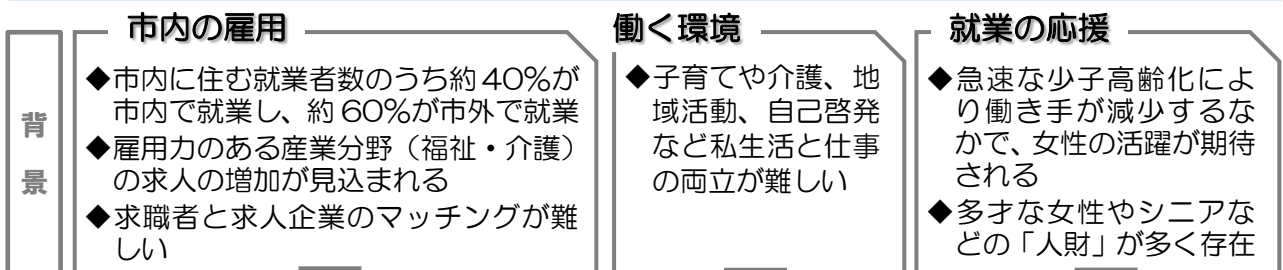 背景
市内の雇用
◆市内に住む就業者数のうち約40%が
市内で就業し、約60%が市外で就業
◆雇用力のある産業分野（福祉・介護）
の求人の増加が見込まれる
◆求職者と求人企業のマッチングが難
しい
働く環境
◆子育てや介護、地
域活動、自己啓発
など私生活と仕事
の両立が難しい
就業の応援
◆急速な少子高齢化によ
り働き手が減少するな
かで、女性の活躍が期待
される
◆多才な女性やシニアな
どの「人財」が多く存在